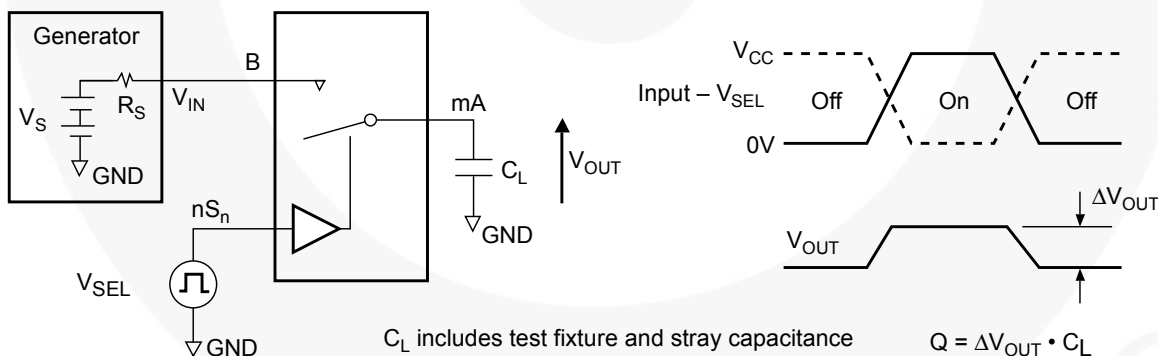 Generator
V_S
R_S
GND
V_IN
B
mA
C_L
GND
V_OUT
nS_n
V_SEL
GND
C_L includes test fixture and stray capacitance
V_CC
Input – V_SEL
Off
On
Off
0V
V_OUT
ΔV_OUT
Q = ΔV_OUT • C_L